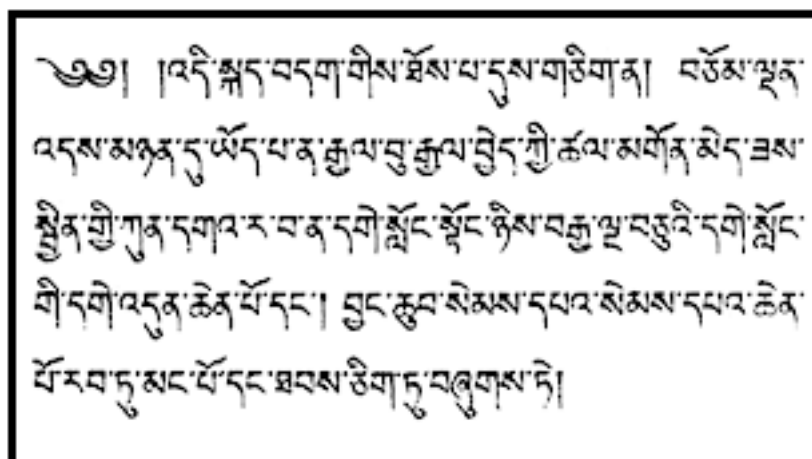 ༄༅། །འདི་སྐད་བདག་གིས་ཐོས་པ་དུས་གཅིག་ན། བཅོམ་ལྡན་
འདས་མཉན་དུ་ཡོད་པ་ན་རྒྱལ་བུ་རྒྱལ་བྱེད་ཀྱི་ཚལ་མགོན་མེད་ཟས་
སྦྱིན་གྱི་ཀུན་དགའ་ར་བ་ན་དགེ་སློང་སྟོང་ཉིས་བརྒྱ་ལྔ་བཅུའི་དགེ་སློང་
གི་དགེ་འདུན་ཆེན་པོ་དང་། བྱང་ཆུབ་སེམས་དཔའ་སེམས་དཔའ་ཆེན་
པོ་རབ་ཏུ་མང་པོ་དང་ཐབས་ཅིག་ཏུ་བཞུགས་ཏེ།